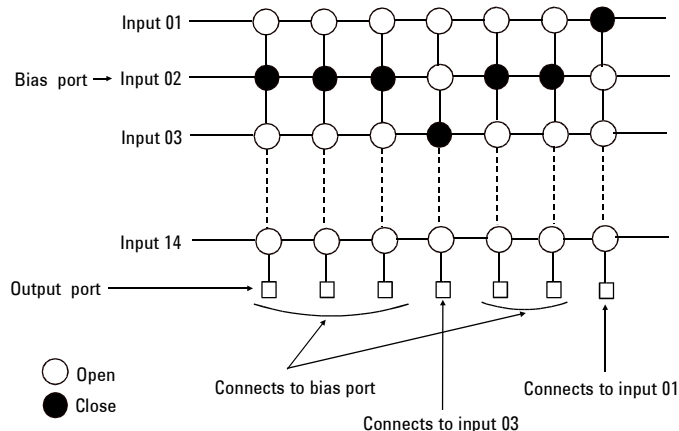 Input 01
Bias port
Input 02
Input 03
Input 14
Output port
Open
Close
Connects to bias port
Connects to input 03
Connects to input 01